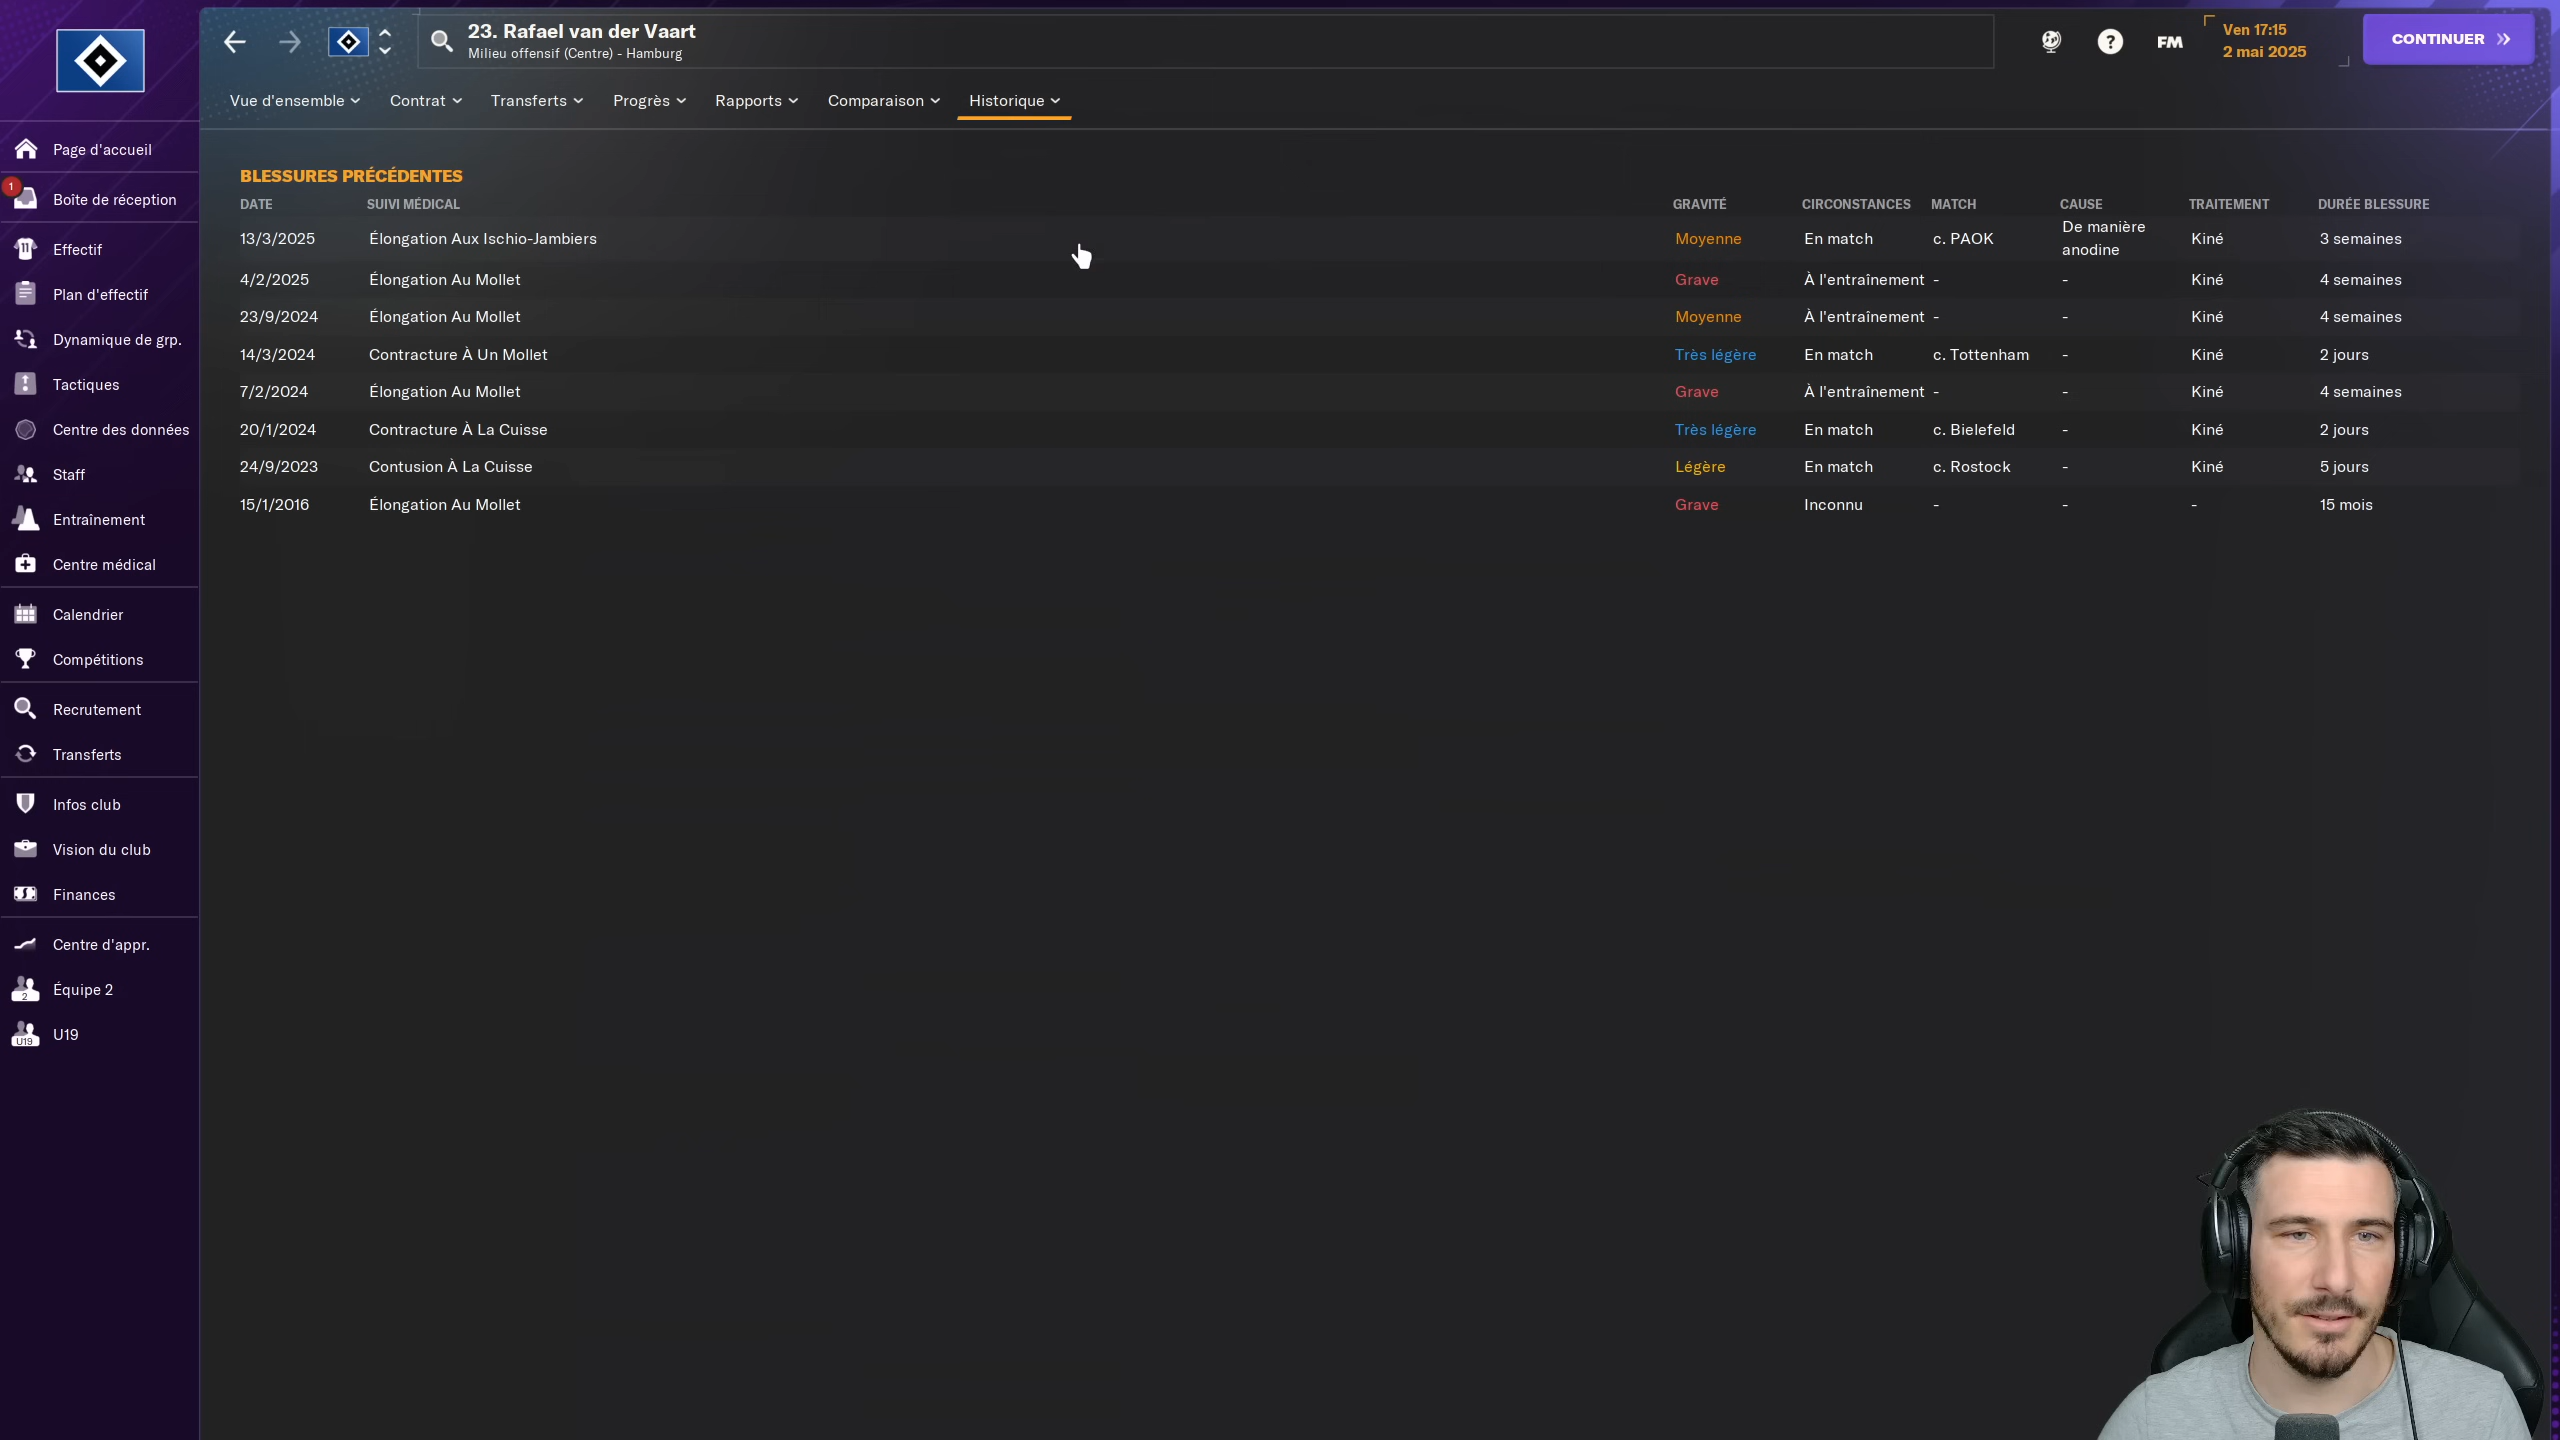 23. Rafael van der Vaart
Milieu offensif (Centre) - Hamburg
?
FM
Ven 17:15
2 mai 2025
CONTINUER
Vue d'ensemble
Contrat
Transferts
Progrès
Rapports
Comparaison
Historique
Page d'accueil
1
Boîte de réception
11
Effectif
Plan d'effectif
Dynamique de grp.
Tactiques
Centre des données
Staff
Entraînement
Centre médical
Calendrier
Compétitions
Recrutement
Transferts
Infos club
Vision du club
Finances
Centre d'appr.
2
Équipe 2
U19
U19
BLESSURES PRÉCÉDENTES
DATE SUIVI MÉDICAL GRAVITÉ CIRCONSTANCES MATCH CAUSE TRAITEMENT DURÉE BLESSURE
13/3/2025 Élongation Aux Ischio-Jambiers Moyenne En match c. PAOK De manière anodine Kiné 3 semaines
4/2/2025 Élongation Au Mollet Grave À l'entraînement - - Kiné 4 semaines
23/9/2024 Élongation Au Mollet Moyenne À l'entraînement - - Kiné 4 semaines
14/3/2024 Contracture À Un Mollet Très légère En match c. Tottenham - Kiné 2 jours
7/2/2024 Élongation Au Mollet Grave À l'entraînement - - Kiné 4 semaines
20/1/2024 Contracture À La Cuisse Très légère En match c. Bielefeld - Kiné 2 jours
24/9/2023 Contusion À La Cuisse Légère En match c. Rostock - Kiné 5 jours
15/1/2016 Élongation Au Mollet Grave Inconnu - - - 15 mois